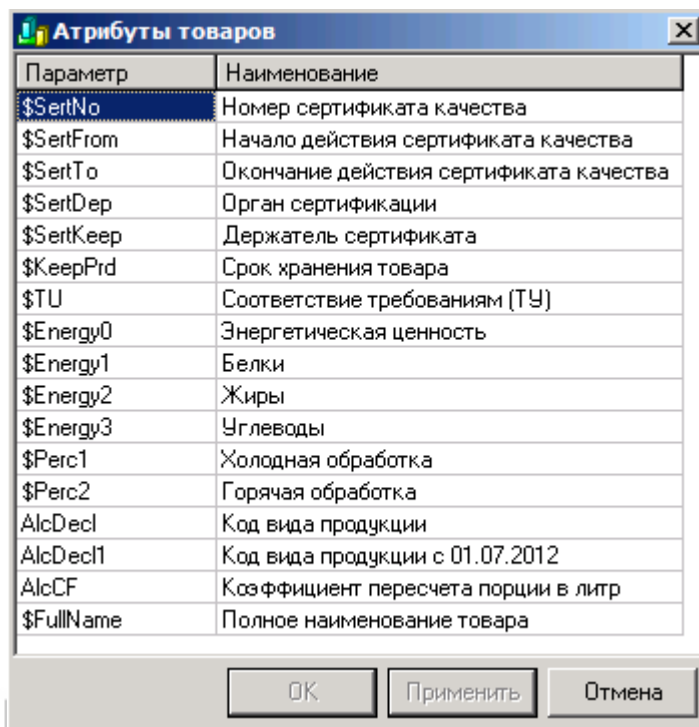 Атрибуты товаров
Параметр Наименование
$SertNo Номер сертификата качества
$SertFrom Начало действия сертификата качества
$SertTo Окончание действия сертификата качества
$SertDep Орган сертификации
$SertKeep Держатель сертификата
$KeepPrd Срок хранения товара
$TU Соответствие требованиям (ТУ)
$Energy0 Энергетическая ценность
$Energy1 Белки
$Energy2 Жиры
$Energy3 Углеводы
$Perc1 Холодная обработка
$Perc2 Горячая обработка
AlcDecl Код вида продукции
AlcDecl1 Код вида продукции с 01.07.2012
AlcCF Коэффициент пересчета порции в литр
$FullName Полное наименование товара
OK Применить Отмена